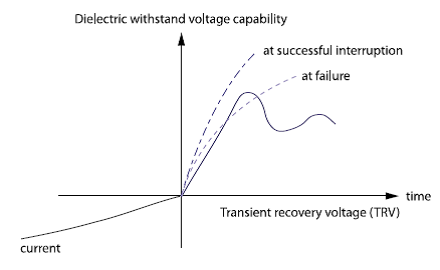 Dielectric withstand voltage capability
at successful interruption
at failure
time
Transient recovery voltage (TRV)
current